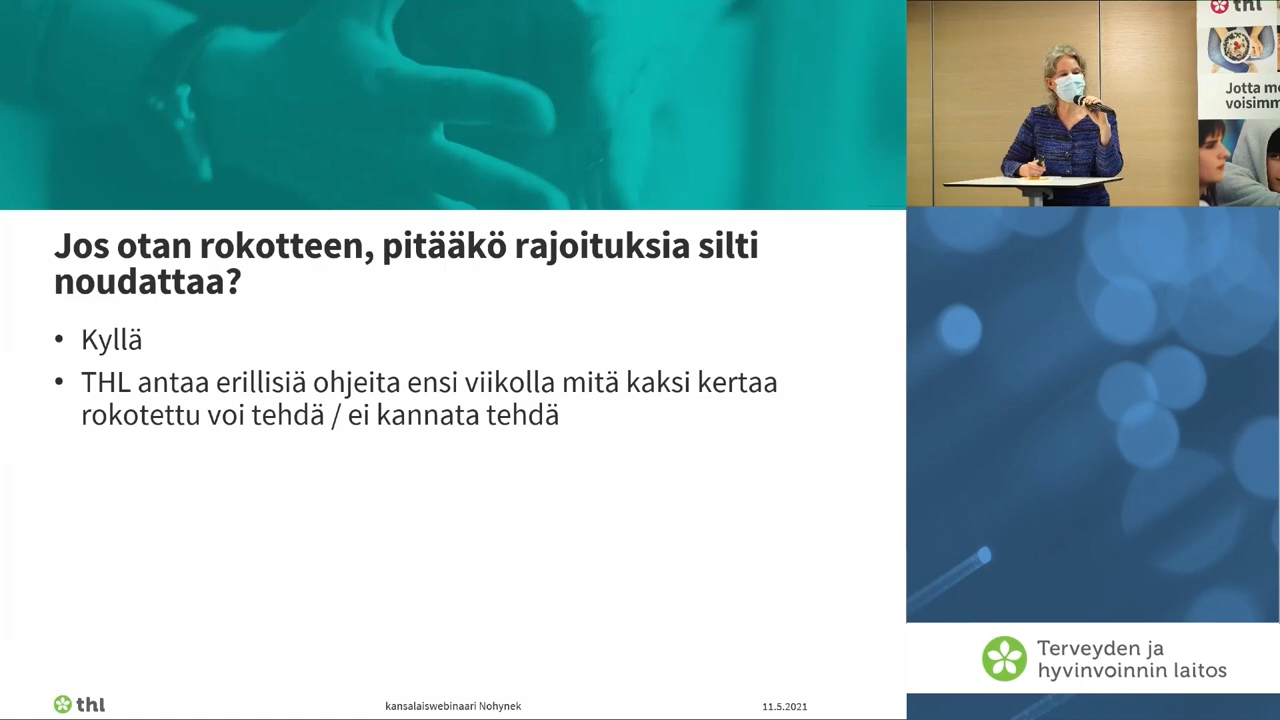 Jos otan rokotteen, pitääkö rajoituksia silti
noudattaa?
• Kyllä
• THL antaa erillisiä ohjeita ensi viikolla mitä kaksi kertaa
rokotettu voi tehdä / ei kannata tehdä
thl
kansalaiswebinaari Nohynek
11.5.2021
thl
Jotta
Terveyden ja
hyvinvoinnin laitos